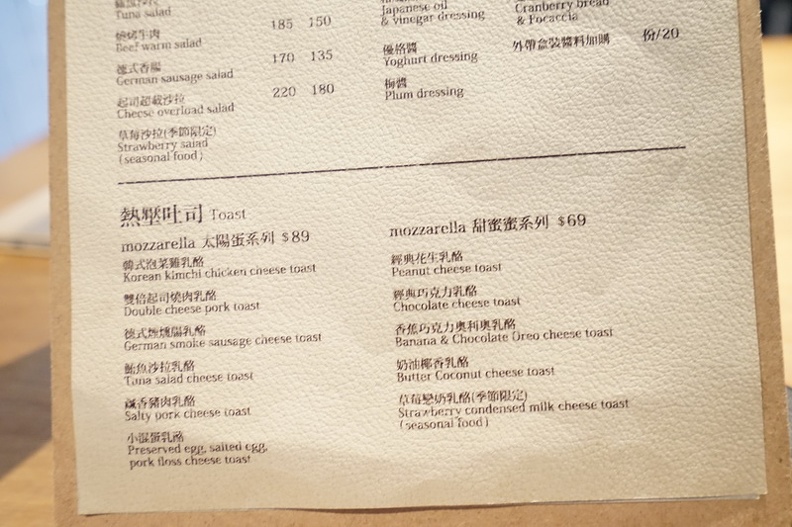 Tuna salad
燒烤牛肉
Beef warm salad
185 150
德式香腸
German sausage salad
170 135
起司超載沙拉
Cheese overload salad
220 180
草莓沙拉(季節限定)
Strawberry salad
(seasonal food)
Japanese oil
& vinegar dressing
優格醬
Yoghurt dressing
梅醬
Plum dressing
Cranberry bread
& Focaccia
外帶盒裝醬料加購 份/20
熱壓吐司 Toast
mozzarella 太陽蛋系列 $89
韓式泡菜雞乳酪
Korean kimchi chicken cheese toast
雙倍起司燒肉乳酪
Double cheese pork toast
德式煙燻腸乳酪
German smoke sausage cheese toast
鮪魚沙拉乳酪
Tuna salad cheese toast
鹹香豬肉乳酪
Salty pork cheese toast
小混蛋乳酪
Preserved egg, salted egg,
pork floss cheese toast
mozzarella 甜蜜蜜系列 $69
經典花生乳酪
Peanut cheese toast
經典巧克力乳酪
Chocolate cheese toast
香蕉巧克力奧利奧乳酪
Banana & Chocolate Oreo cheese toast
奶油椰香乳酪
Butter Coconut cheese toast
草莓戀奶乳酪(季節限定)
Strawberry condensed milk cheese toast
(seasonal food)